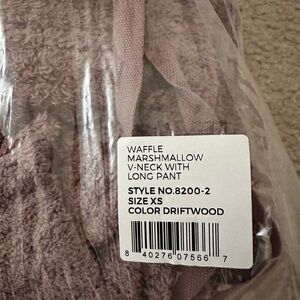 WAFFLE
MARSHMALLOW
V-NECK WITH
LONG PANT
STYLE NO.8200-2
SIZE XS
COLOR DRIFTWOOD
8 40276 07566 7